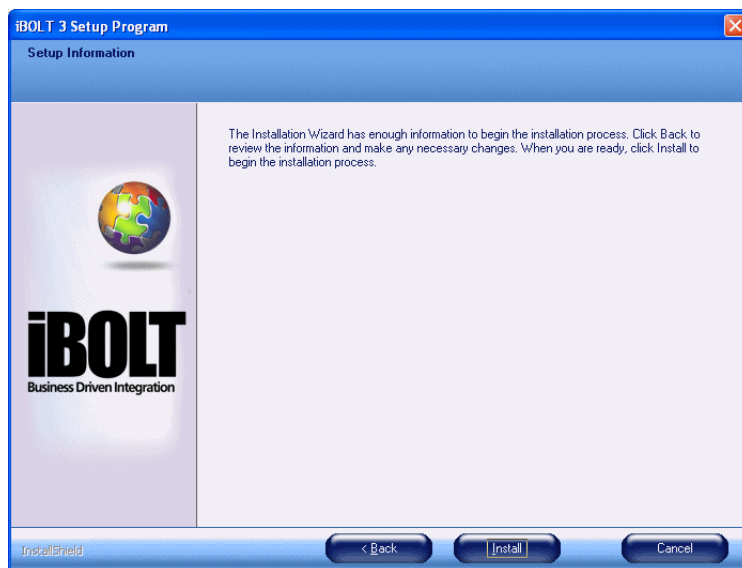 iBOLT 3 Setup Program
Setup Information
The Installation Wizard has enough information to begin the installation process. Click Back to
review the information and make any necessary changes. When you are ready, click Install to
begin the installation process.
iBOLT
Business Driven Integration
InstallShield
< Back
Install
Cancel